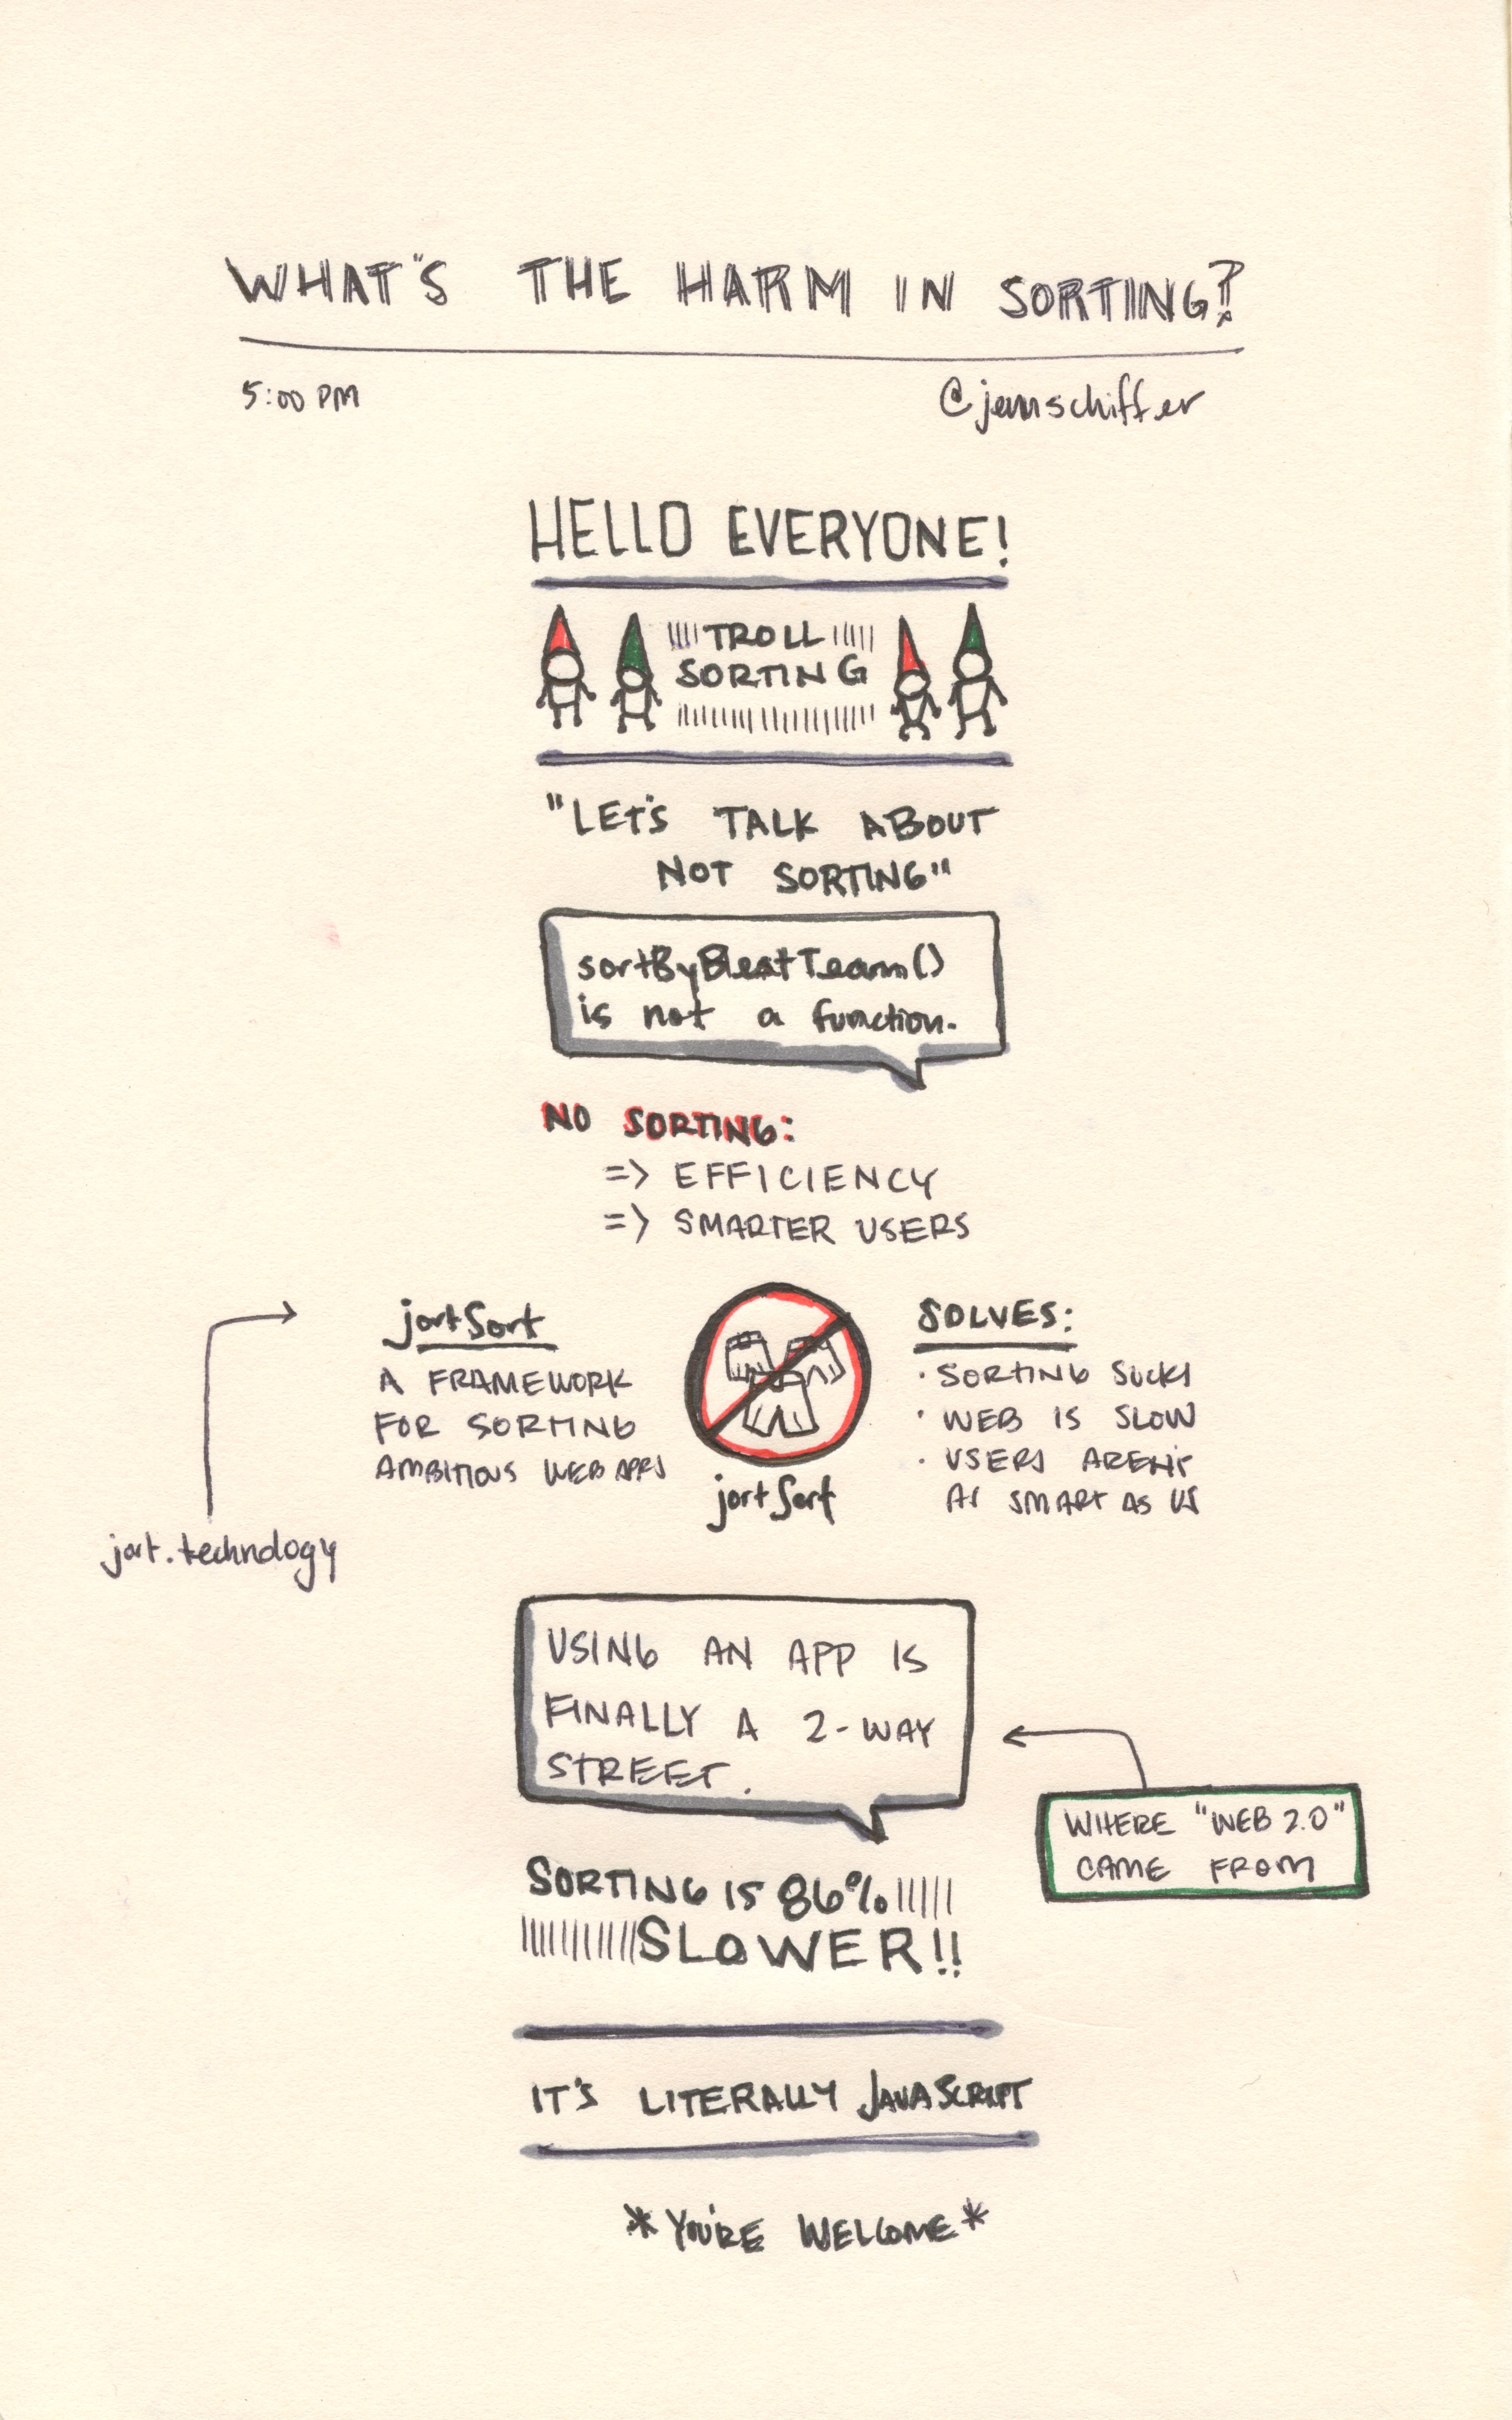 WHAT'S THE HARM IN SORTING?
5:00 PM
@jennschiffer
HELLO EVERYONE!
TROLL
SORTING
"LET'S TALK ABOUT
NOT SORTING"
sortByBestTeam()
is not a function.
NO SORTING:
=> EFFICIENCY
=> SMARTER USERS
jortSort
A FRAMEWORK
FOR SORTING
AMBITIOUS WEB APPS
jort.technology
jortSort
SOLVES:
· SORTING SUCKS
· WEB IS SLOW
· USERS AREN'T
AS SMART AS US
USING AN APP IS
FINALLY A 2-WAY
STREET.
WHERE "WEB 2.0"
CAME FROM
SORTING IS 86%
SLOWER!!
IT'S LITERALLY JAVASCRIPT
*YOU'RE WELCOME*